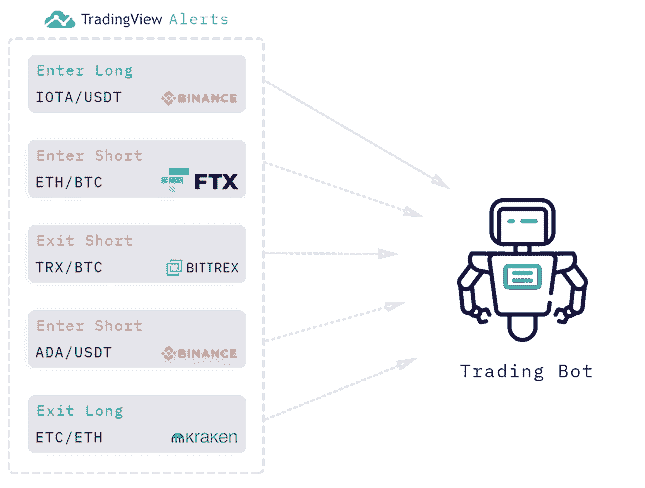 TradingView Alerts
Enter Long
IOTA/USDT BINANCE
Enter Short
ETH/BTC FTX
Exit Short
TRX/BTC BITTREX
Enter Short
ADA/USDT BINANCE
Exit Long
ETC/ETH kraken
Trading Bot